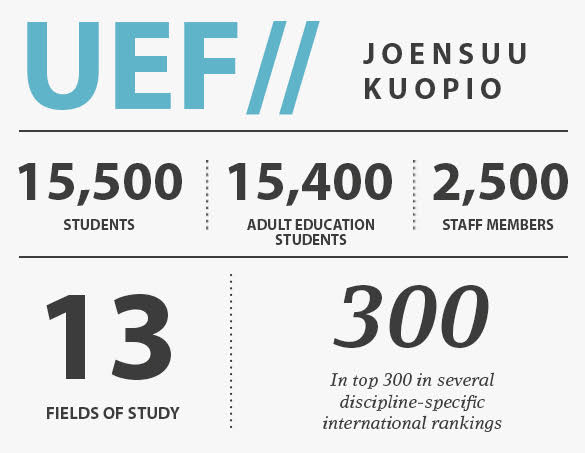 UEF//
JOENSUU
KUOPIO
15,500
STUDENTS
15,400
ADULT EDUCATION
STUDENTS
2,500
STAFF MEMBERS
13
FIELDS OF STUDY
300
In top 300 in several
discipline-specific
international rankings